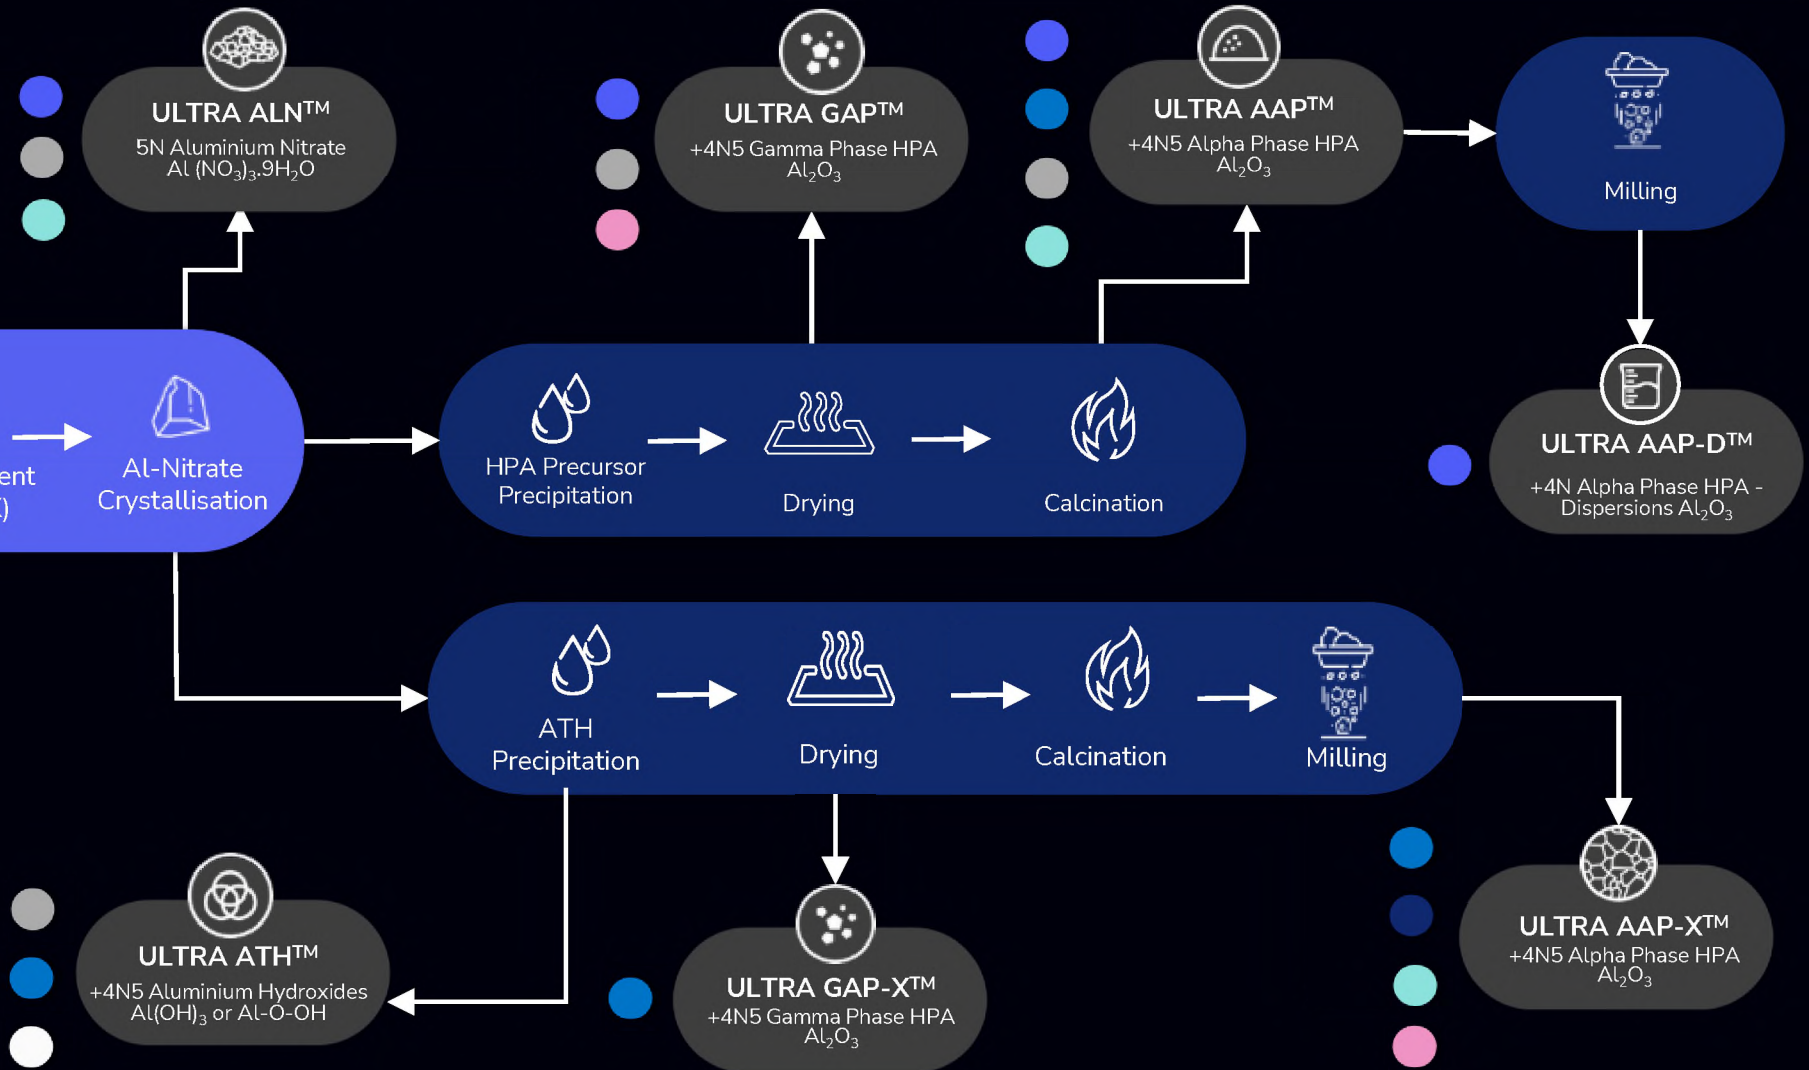 ULTRA ALN™
5N Aluminium Nitrate
Al (NO₃)₃.9H₂O
ULTRA GAP™
+4N5 Gamma Phase HPA
Al₂O₃
ULTRA AAP™
+4N5 Alpha Phase HPA
Al₂O₃
Milling
Al-Nitrate
Crystallisation
HPA Precursor
Precipitation
Drying
Calcination
ULTRA AAP-D™
+4N Alpha Phase HPA -
Dispersions Al₂O₃
ATH
Precipitation
Drying
Calcination
Milling
ULTRA ATH™
+4N5 Aluminium Hydroxides
Al(OH)₃ or Al-O-OH
ULTRA GAP-X™
+4N5 Gamma Phase HPA
Al₂O₃
ULTRA AAP-X™
+4N5 Alpha Phase HPA
Al₂O₃